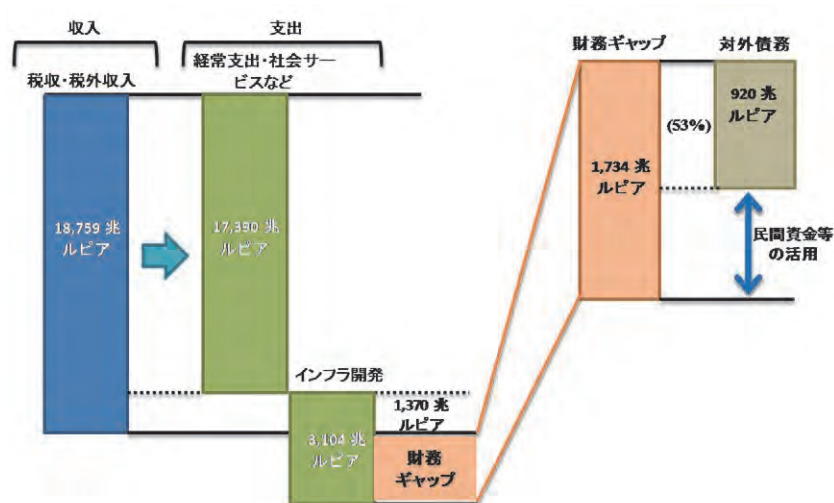 収入
支出
税収・税外収入
経常支出・社会サー
ビスなど
18,759 兆
ルピア
17,390 兆
ルピア
インフラ開発
3,104 兆
ルピア
1,370 兆
ルピア
財務
ギャップ
財務ギャップ
対外債務
1,734 兆
ルピア
(53%)
920 兆
ルピア
民間資金等
の活用